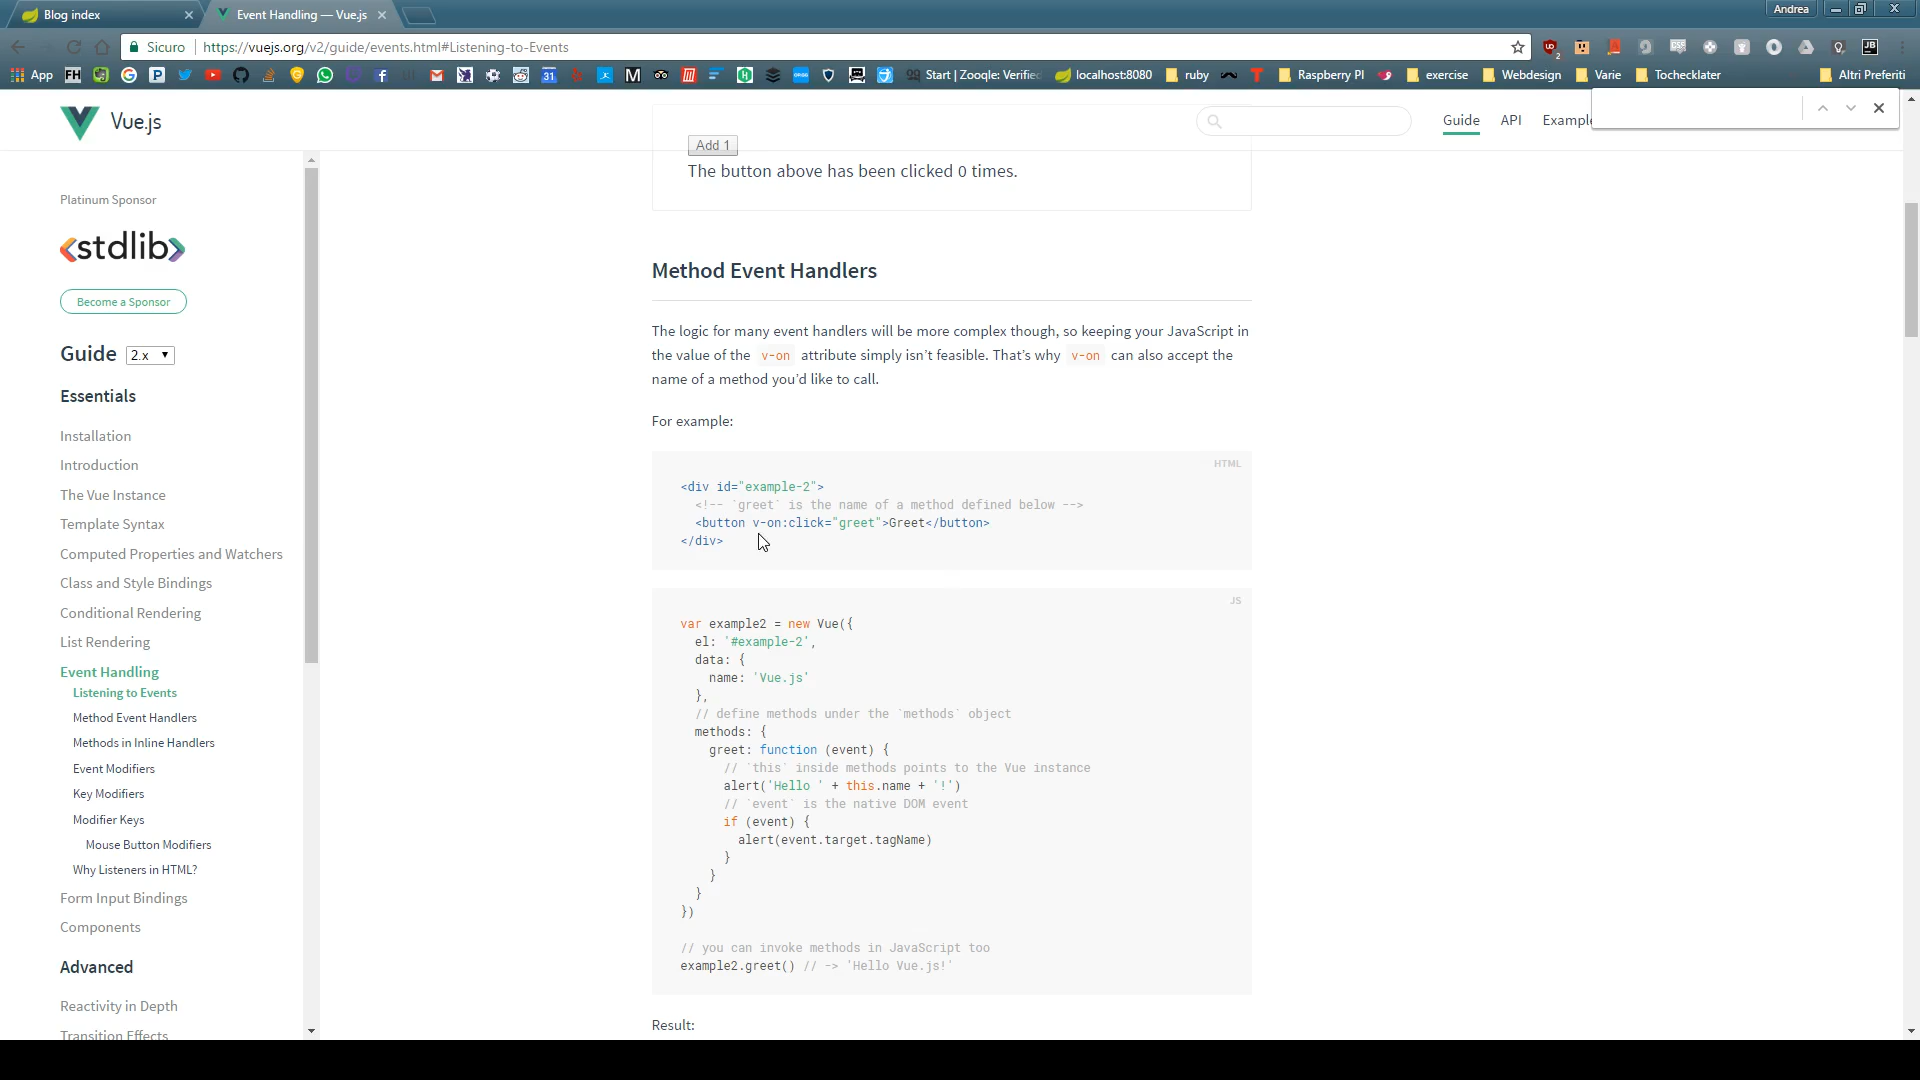 Blog index
Event Handling — Vue.js
Andrea
Sicuro
https://vuejs.org/v2/guide/events.html#Listening-to-Events
App
Start | Zooqle: Verifie
localhost8080
ruby
Raspberry PI
exercise
Webdesign
Varie
Tochecklater
Altri Preferiti
Vue.js
Guide
API
Example
Platinum Sponsor
<stdlib>
Become a Sponsor
Guide 2.x
Essentials
Installation
Introduction
The Vue Instance
Template Syntax
Computed Properties and Watchers
Class and Style Bindings
Conditional Rendering
List Rendering
Event Handling
Listening to Events
Method Event Handlers
Methods in Inline Handlers
Event Modifiers
Key Modifiers
Modifier Keys
Mouse Button Modifiers
Why Listeners in HTML?
Form Input Bindings
Components
Advanced
Reactivity in Depth
Transition Effects
Add 1
The button above has been clicked 0 times.
Method Event Handlers
The logic for many event handlers will be more complex though, so keeping your JavaScript in
the value of the v-on attribute simply isn’t feasible. That’s why v-on can also accept the
name of a method you’d like to call.
For example:
HTML
<div id="example-2">
<!-- `greet` is the name of a method defined below -->
<button v-on:click="greet">Greet</button>
</div>
JS
var example2 = new Vue({
el: '#example-2',
data: {
name: 'Vue.js'
},
// define methods under the `methods` object
methods: {
greet: function (event) {
// `this` inside methods points to the Vue instance
alert('Hello ' + this.name + '!')
// `event` is the native DOM event
if (event) {
alert(event.target.tagName)
}
}
}
})
// you can invoke methods in JavaScript too
example2.greet() // -> 'Hello Vue.js!'
Result: